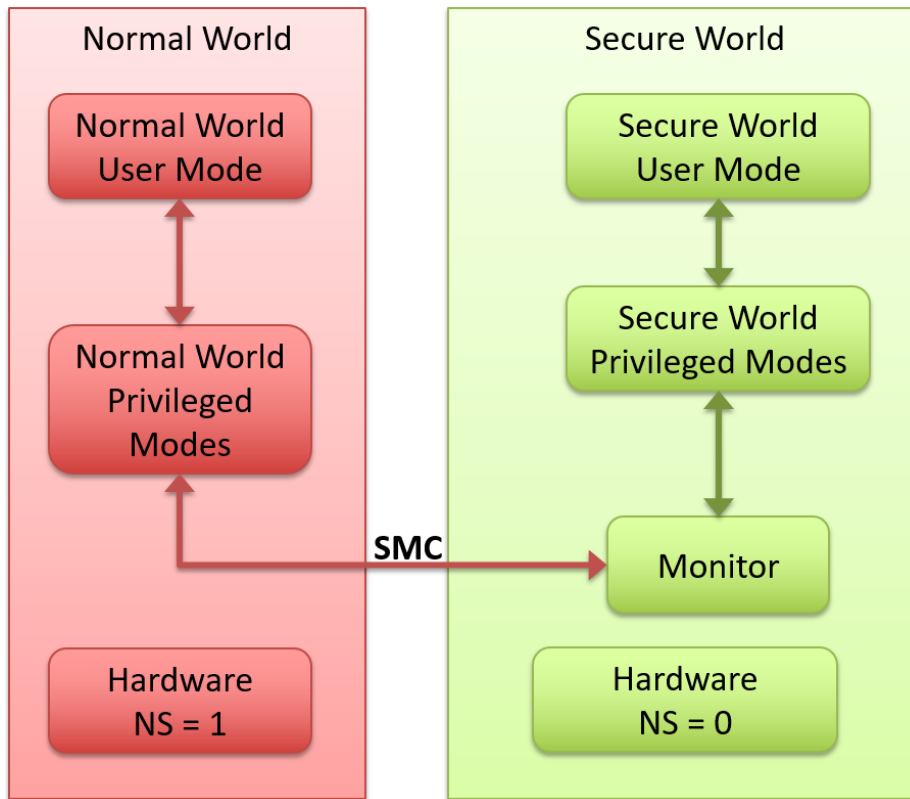 Normal World
Normal World
User Mode
Normal World
Privileged
Modes
Hardware
NS = 1
SMC
Secure World
Secure World
User Mode
Secure World
Privileged Modes
Monitor
Hardware
NS = 0